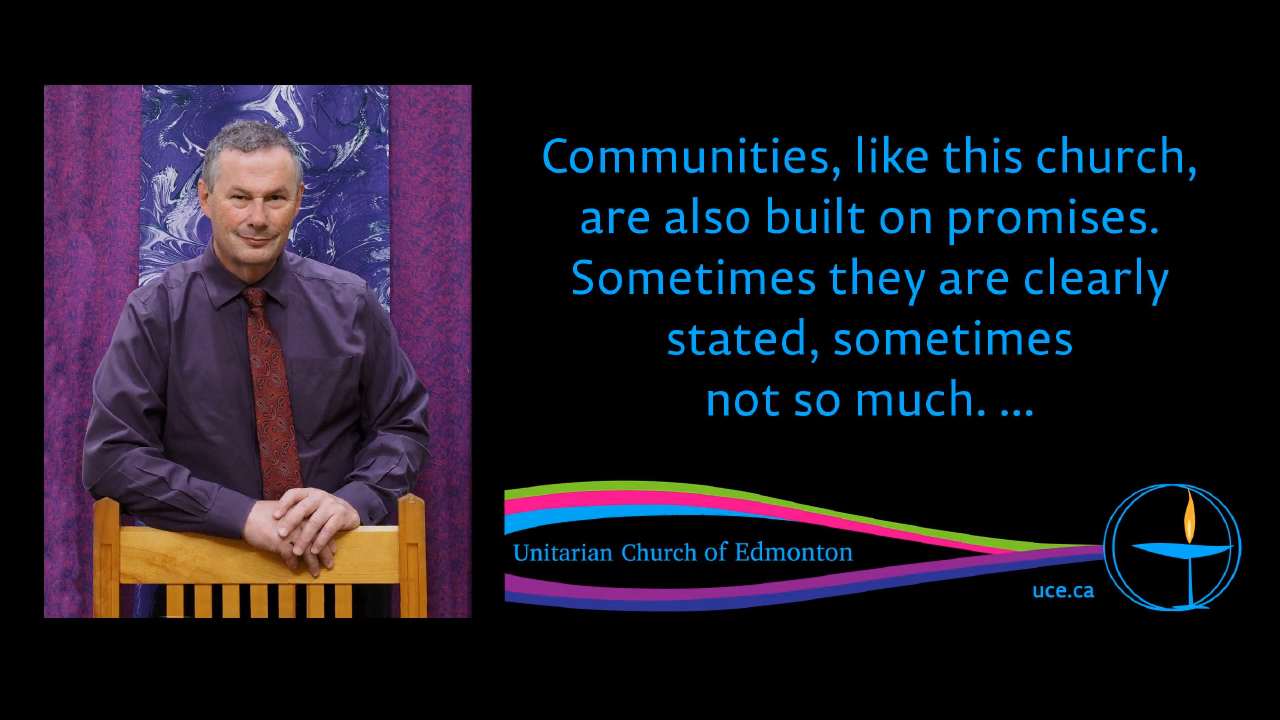 Communities, like this church,
are also built on promises.
Sometimes they are clearly
stated, sometimes
not so much. ...
Unitarian Church of Edmonton
uce.ca